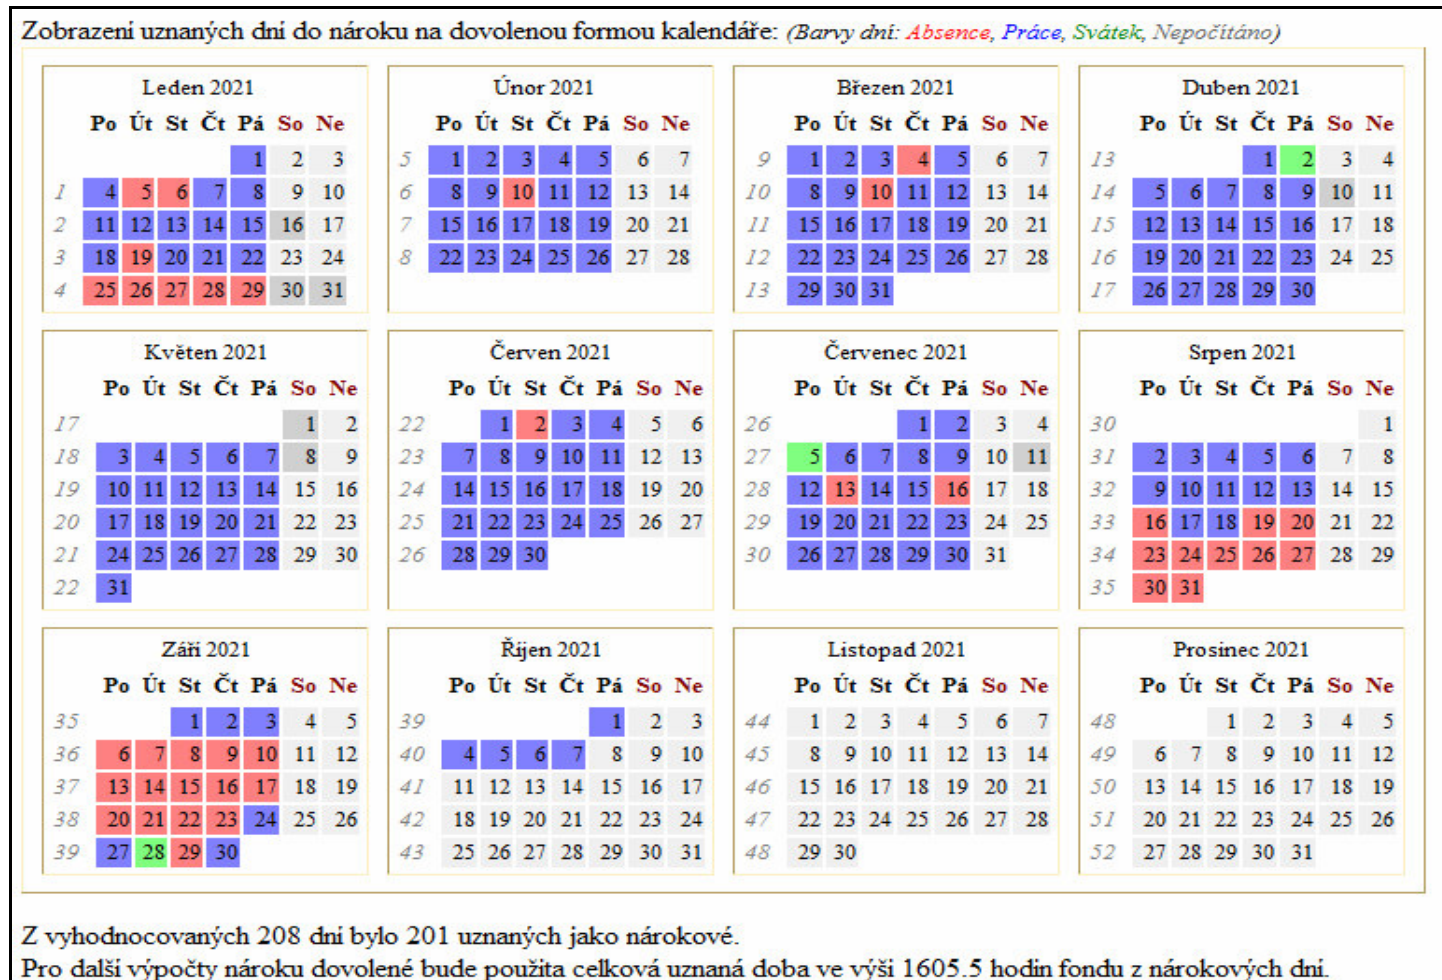 Zobrazení uznaných dní do nároku na dovolenou formou kalendáře: (Barvy dní: Absence, Práce, Svátek, Nepočítáno)
Leden 2021
Po Út St Čt Pá So Ne
1 2 3
1 4 5 6 7 8 9 10
2 11 12 13 14 15 16 17
3 18 19 20 21 22 23 24
4 25 26 27 28 29 30 31
Únor 2021
Po Út St Čt Pá So Ne
5 1 2 3 4 5 6 7
6 8 9 10 11 12 13 14
7 15 16 17 18 19 20 21
8 22 23 24 25 26 27 28
Březen 2021
Po Út St Čt Pá So Ne
9 1 2 3 4 5 6 7
10 8 9 10 11 12 13 14
11 15 16 17 18 19 20 21
12 22 23 24 25 26 27 28
13 29 30 31
Duben 2021
Po Út St Čt Pá So Ne
13 1 2 3 4
14 5 6 7 8 9 10 11
15 12 13 14 15 16 17 18
16 19 20 21 22 23 24 25
17 26 27 28 29 30
Květen 2021
Po Út St Čt Pá So Ne
17 1 2
18 3 4 5 6 7 8 9
19 10 11 12 13 14 15 16
20 17 18 19 20 21 22 23
21 24 25 26 27 28 29 30
22 31
Červen 2021
Po Út St Čt Pá So Ne
22 1 2 3 4 5 6
23 7 8 9 10 11 12 13
24 14 15 16 17 18 19 20
25 21 22 23 24 25 26 27
26 28 29 30
Červenec 2021
Po Út St Čt Pá So Ne
26 1 2 3 4
27 5 6 7 8 9 10 11
28 12 13 14 15 16 17 18
29 19 20 21 22 23 24 25
30 26 27 28 29 30 31
Srpen 2021
Po Út St Čt Pá So Ne
30 1
31 2 3 4 5 6 7 8
32 9 10 11 12 13 14 15
33 16 17 18 19 20 21 22
34 23 24 25 26 27 28 29
35 30 31
Září 2021
Po Út St Čt Pá So Ne
35 1 2 3 4 5
36 6 7 8 9 10 11 12
37 13 14 15 16 17 18 19
38 20 21 22 23 24 25 26
39 27 28 29 30
Říjen 2021
Po Út St Čt Pá So Ne
39 1 2 3
40 4 5 6 7 8 9 10
41 11 12 13 14 15 16 17
42 18 19 20 21 22 23 24
43 25 26 27 28 29 30 31
Listopad 2021
Po Út St Čt Pá So Ne
44 1 2 3 4 5 6 7
45 8 9 10 11 12 13 14
46 15 16 17 18 19 20 21
47 22 23 24 25 26 27 28
48 29 30
Prosinec 2021
Po Út St Čt Pá So Ne
48 1 2 3 4 5
49 6 7 8 9 10 11 12
50 13 14 15 16 17 18 19
51 20 21 22 23 24 25 26
52 27 28 29 30 31
Z vyhodnocovaných 208 dní bylo 201 uznaných jako nárokové.
Pro další výpočty nároku dovolené bude použita celková uznaná doba ve výši 1605.5 hodin fondu z nárokových dní.